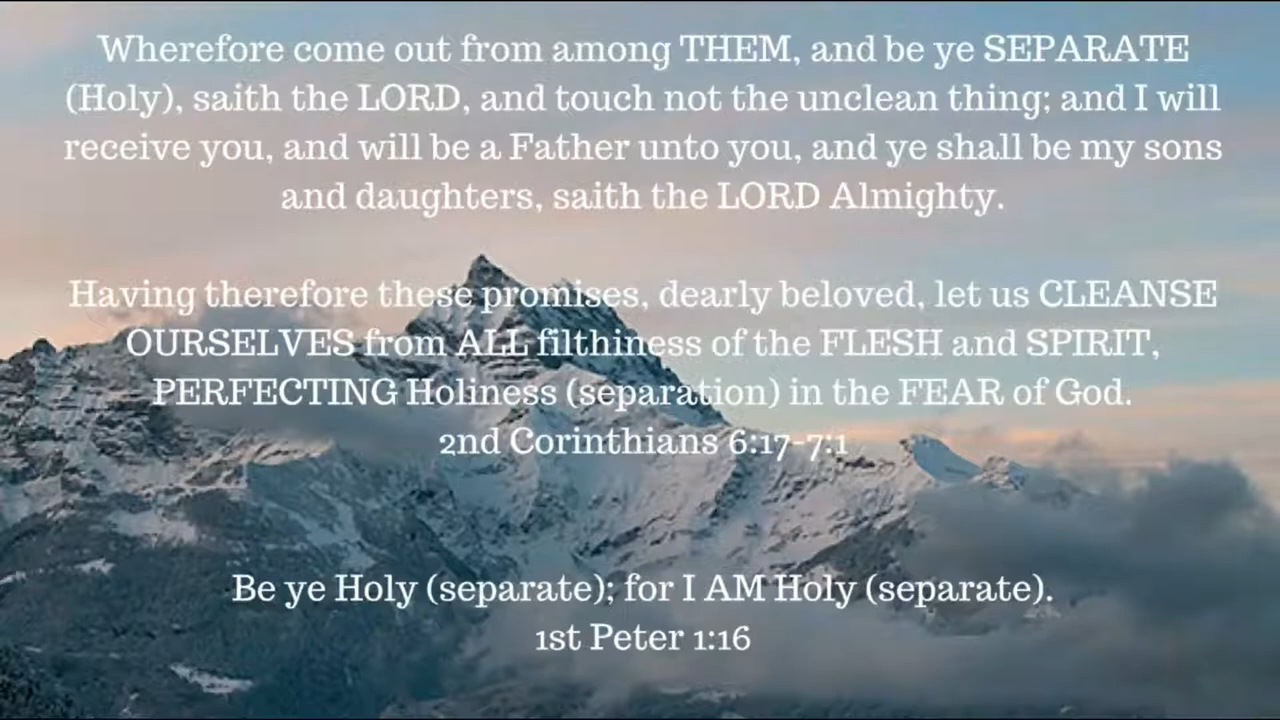 Wherefore come out from among THEM, and be ye SEPARATE
(Holy), saith the LORD, and touch not the unclean thing; and I will
receive you, and will be a Father unto you, and ye shall be my sons
and daughters, saith the LORD Almighty.
Having therefore these promises, dearly beloved, let us CLEANSE
OURSELVES from ALL filthiness of the FLESH and SPIRIT,
PERFECTING Holiness (separation) in the FEAR of God.
2nd Corinthians 6:17-7:1
Be ye Holy (separate); for I AM Holy (separate).
1st Peter 1:16